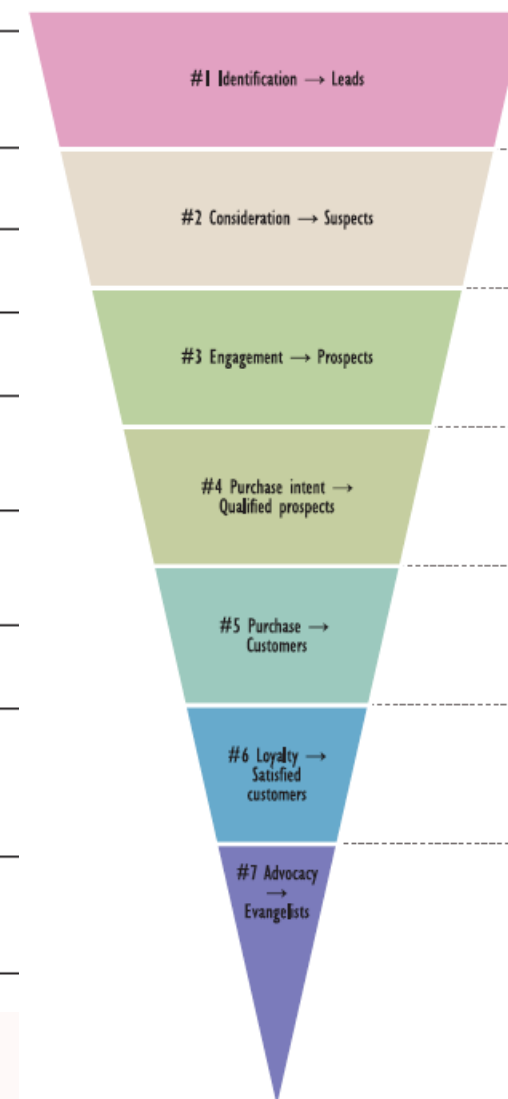 #1 Identification → Leads
#2 Consideration → Suspects
#3 Engagement → Prospects
#4 Purchase intent →
Qualified prospects
#5 Purchase →
Customers
#6 Loyalty →
Satisfied
customers
#7 Advocacy
→
Evangelists